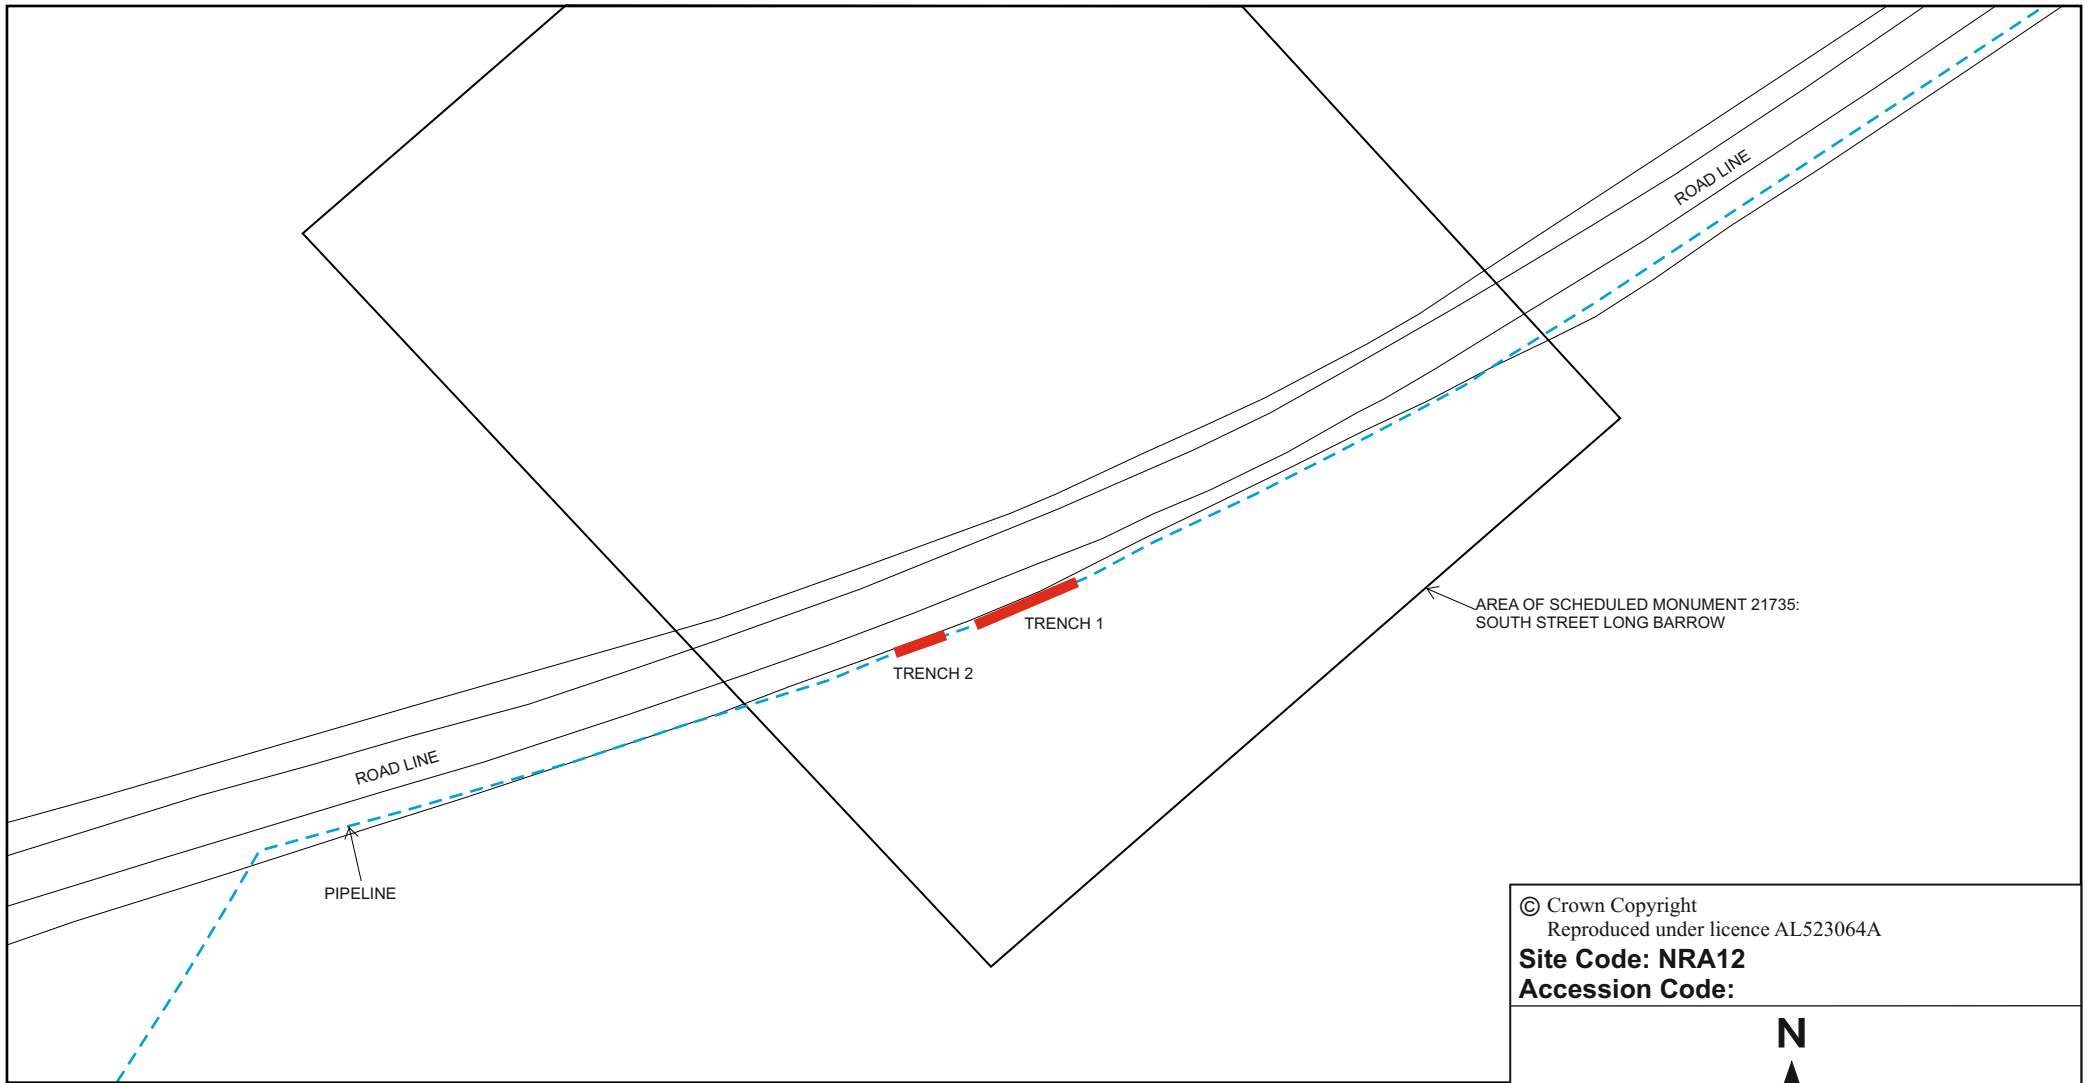 ROAD LINE
AREA OF SCHEDULED MONUMENT 21735:
SOUTH STREET LONG BARROW
TRENCH 1
TRENCH 2
ROAD LINE
PIPELINE
© Crown Copyright
Reproduced under licence AL523064A
Site Code: NRA12
Accession Code:
N